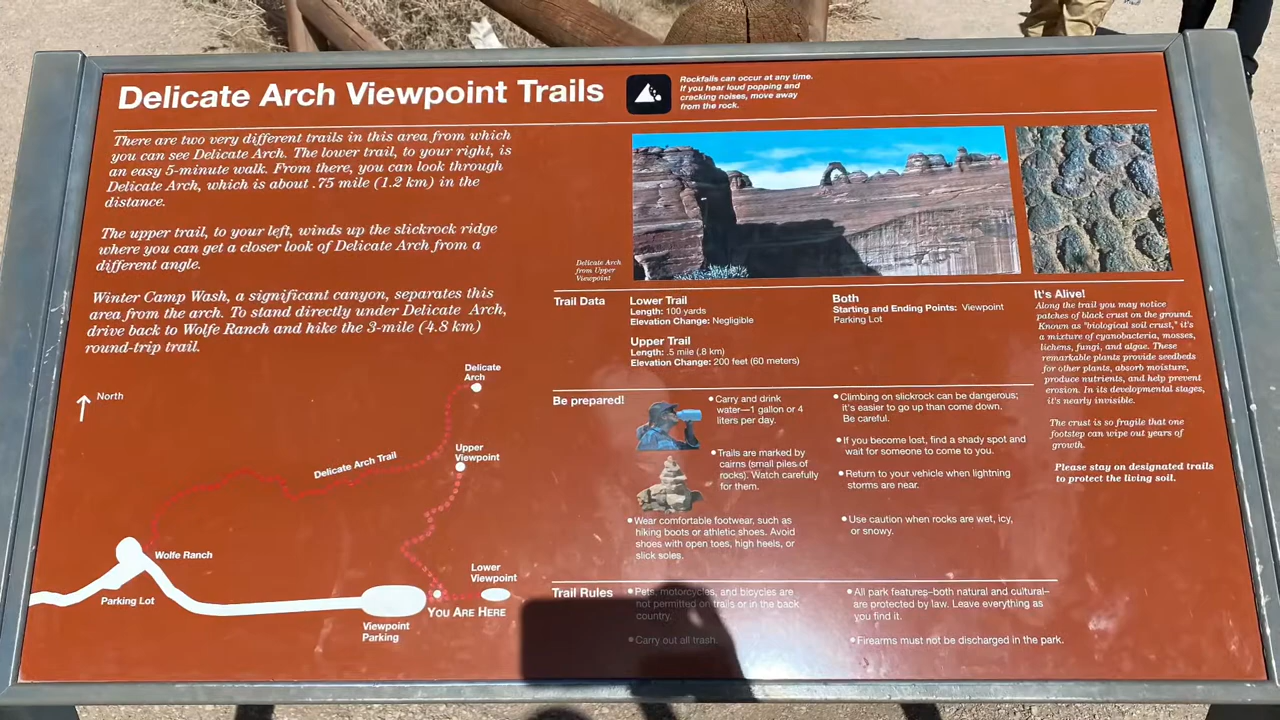 Delicate Arch Viewpoint Trails
Rockfalls can occur at any time.
If you hear loud popping and
cracking noises, move away
from the rock.
There are two very different trails in this area from which
you can see Delicate Arch. The lower trail, to your right, is
an easy 5-minute walk. From there, you can look through
Delicate Arch, which is about .75 mile (1.2 km) in the
distance.
The upper trail, to your left, winds up the slickrock ridge
where you can get a closer look of Delicate Arch from a
different angle.
Winter Camp Wash, a significant canyon, separates this
area from the arch. To stand directly under Delicate Arch,
drive back to Wolfe Ranch and hike the 3-mile (4.8 km)
round-trip trail.
North
Delicate
Arch
Upper
Viewpoint
Delicate Arch Trail
Wolfe Ranch
Parking Lot
Lower
Viewpoint
YOU ARE HERE
Viewpoint
Parking
Delicate Arch
from Upper
Viewpoint
Trail Data
Lower Trail
Length: 100 yards
Elevation Change: Negligible
Upper Trail
Length: .5 mile (.8 km)
Elevation Change: 200 feet (60 meters)
Both
Starting and Ending Points: Viewpoint
Parking Lot
Be prepared!
• Carry and drink
water—1 gallon or 4
liters per day.
• Trails are marked by
cairns (small piles of
rocks). Watch carefully
for them.
• Wear comfortable footwear, such as
hiking boots or athletic shoes. Avoid
shoes with open toes, high heels, or
slick soles.
• Climbing on slickrock can be dangerous;
it's easier to go up than come down.
Be careful.
• If you become lost, find a shady spot and
wait for someone to come to you.
• Return to your vehicle when lightning
storms are near.
• Use caution when rocks are wet, icy,
or snowy.
Trail Rules
• Pets, motorcycles, and bicycles are
not permitted on trails or in the back
country.
• Carry out all trash.
• All park features–both natural and cultural–
are protected by law. Leave everything as
you find it.
• Firearms must not be discharged in the park.
It's Alive!
Along the trail you may notice
patches of black crust on the ground.
Known as "biological soil crust," it's
a mixture of cyanobacteria, mosses,
lichens, fungi, and algae. These
remarkable plants provide seedbeds
for other plants, absorb moisture,
produce nutrients, and help prevent
erosion. In its developmental stages,
it's nearly invisible.
The crust is so fragile that one
footstep can wipe out years of
growth.
Please stay on designated trails
to protect the living soil.